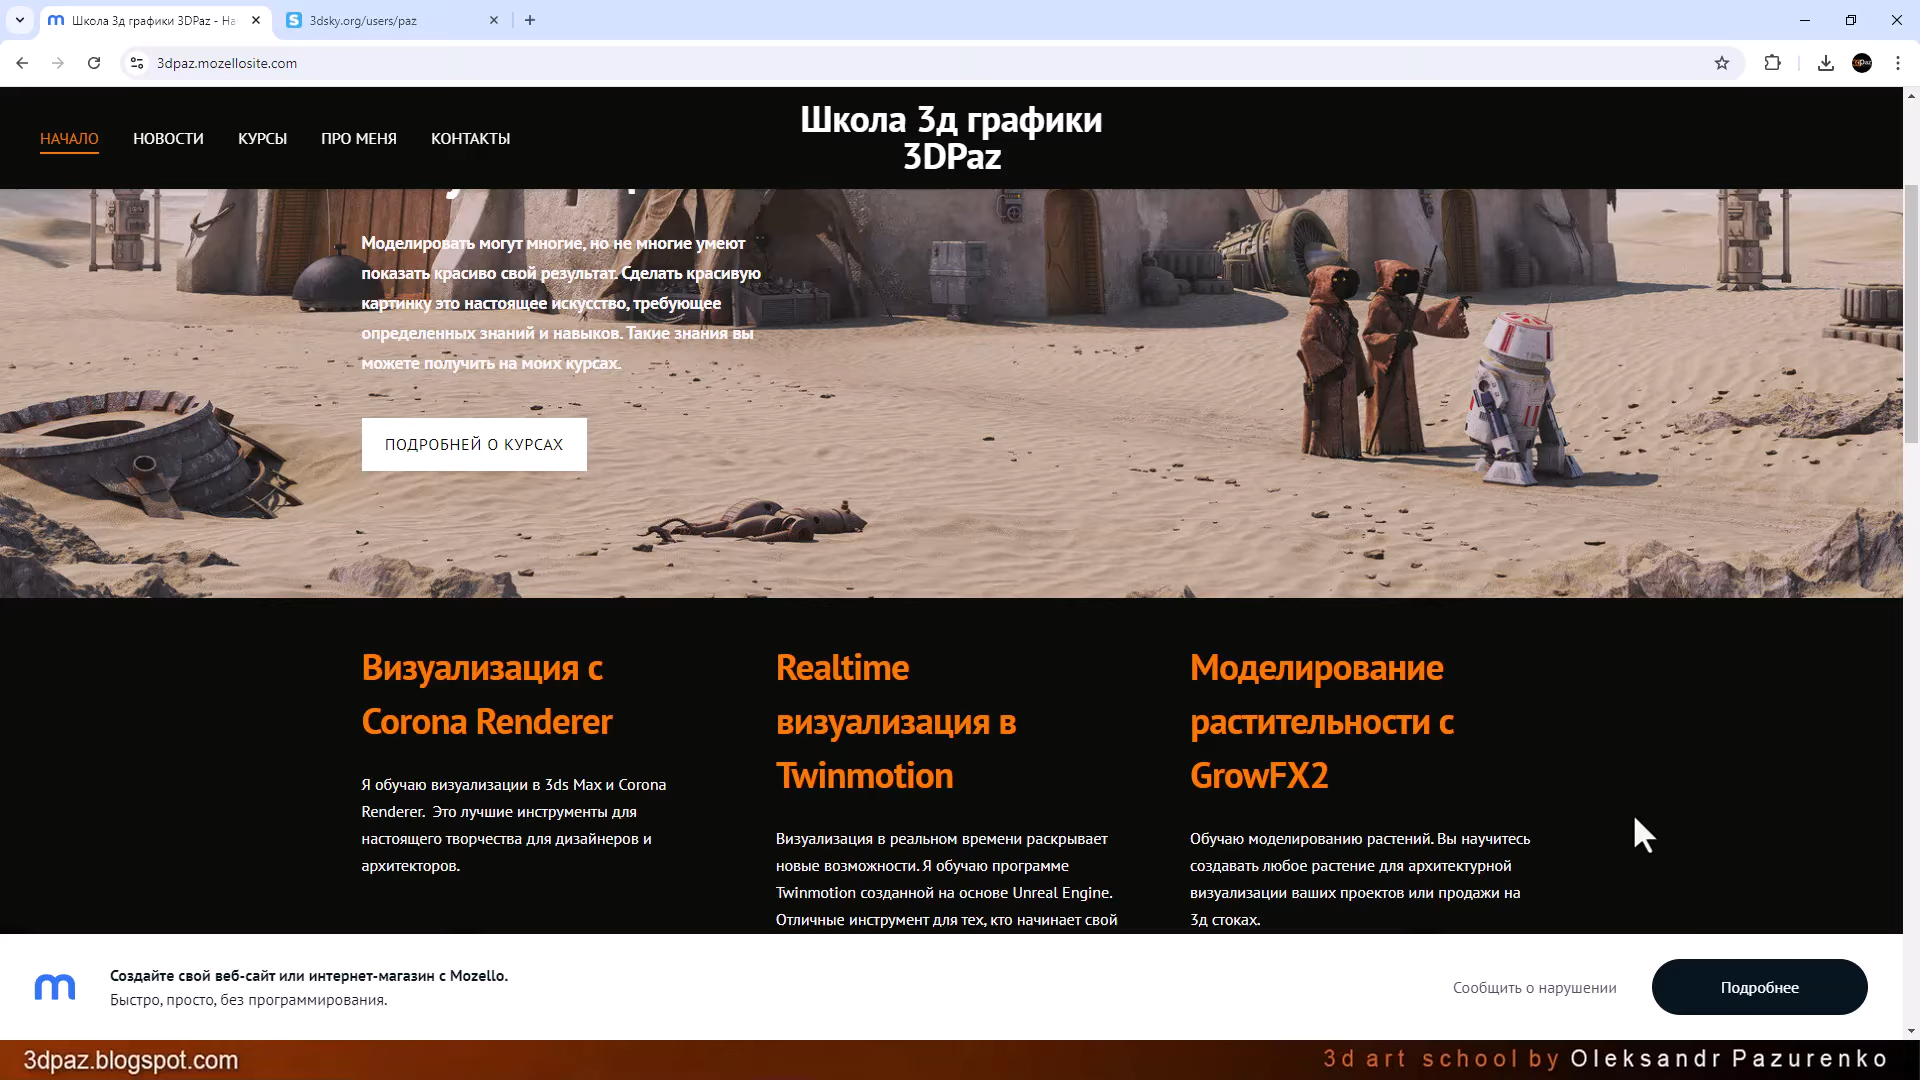 Школа 3д графики 3DPaz - На
3dsky.org/users/paz
3dpaz.mozellosite.com
НАЧАЛО
НОВОСТИ
КУРСЫ
ПРО МЕНЯ
КОНТАКТЫ
Школа 3д графики
3DPaz
Моделировать могут многие, но не многие умеют
показать красиво свой результат. Сделать красивую
картинку это настоящее искусство, требующее
определенных знаний и навыков. Такие знания вы
можете получить на моих курсах.
ПОДРОБНЕЙ О КУРСАХ
Визуализация с
Corona Renderer
Я обучаю визуализации в 3ds Max и Corona
Renderer.  Это лучшие инструменты для
настоящего творчества для дизайнеров и
архитекторов.
Realtime
визуализация в
Twinmotion
Визуализация в реальном времени раскрывает
новые возможности. Я обучаю программе
Twinmotion созданной на основе Unreal Engine.
Отличные инструмент для тех, кто начинает свой
Моделирование
растительности с
GrowFX2
Обучаю моделированию растений. Вы научитесь
создавать любое растение для архитектурной
визуализации ваших проектов или продажи на
3д стоках.
m
Создайте свой веб-сайт или интернет-магазин с Mozello.
Быстро, просто, без программирования.
Сообщить о нарушении
Подробнее
3dpaz.blogspot.com
3d art school by Oleksandr Pazurenko